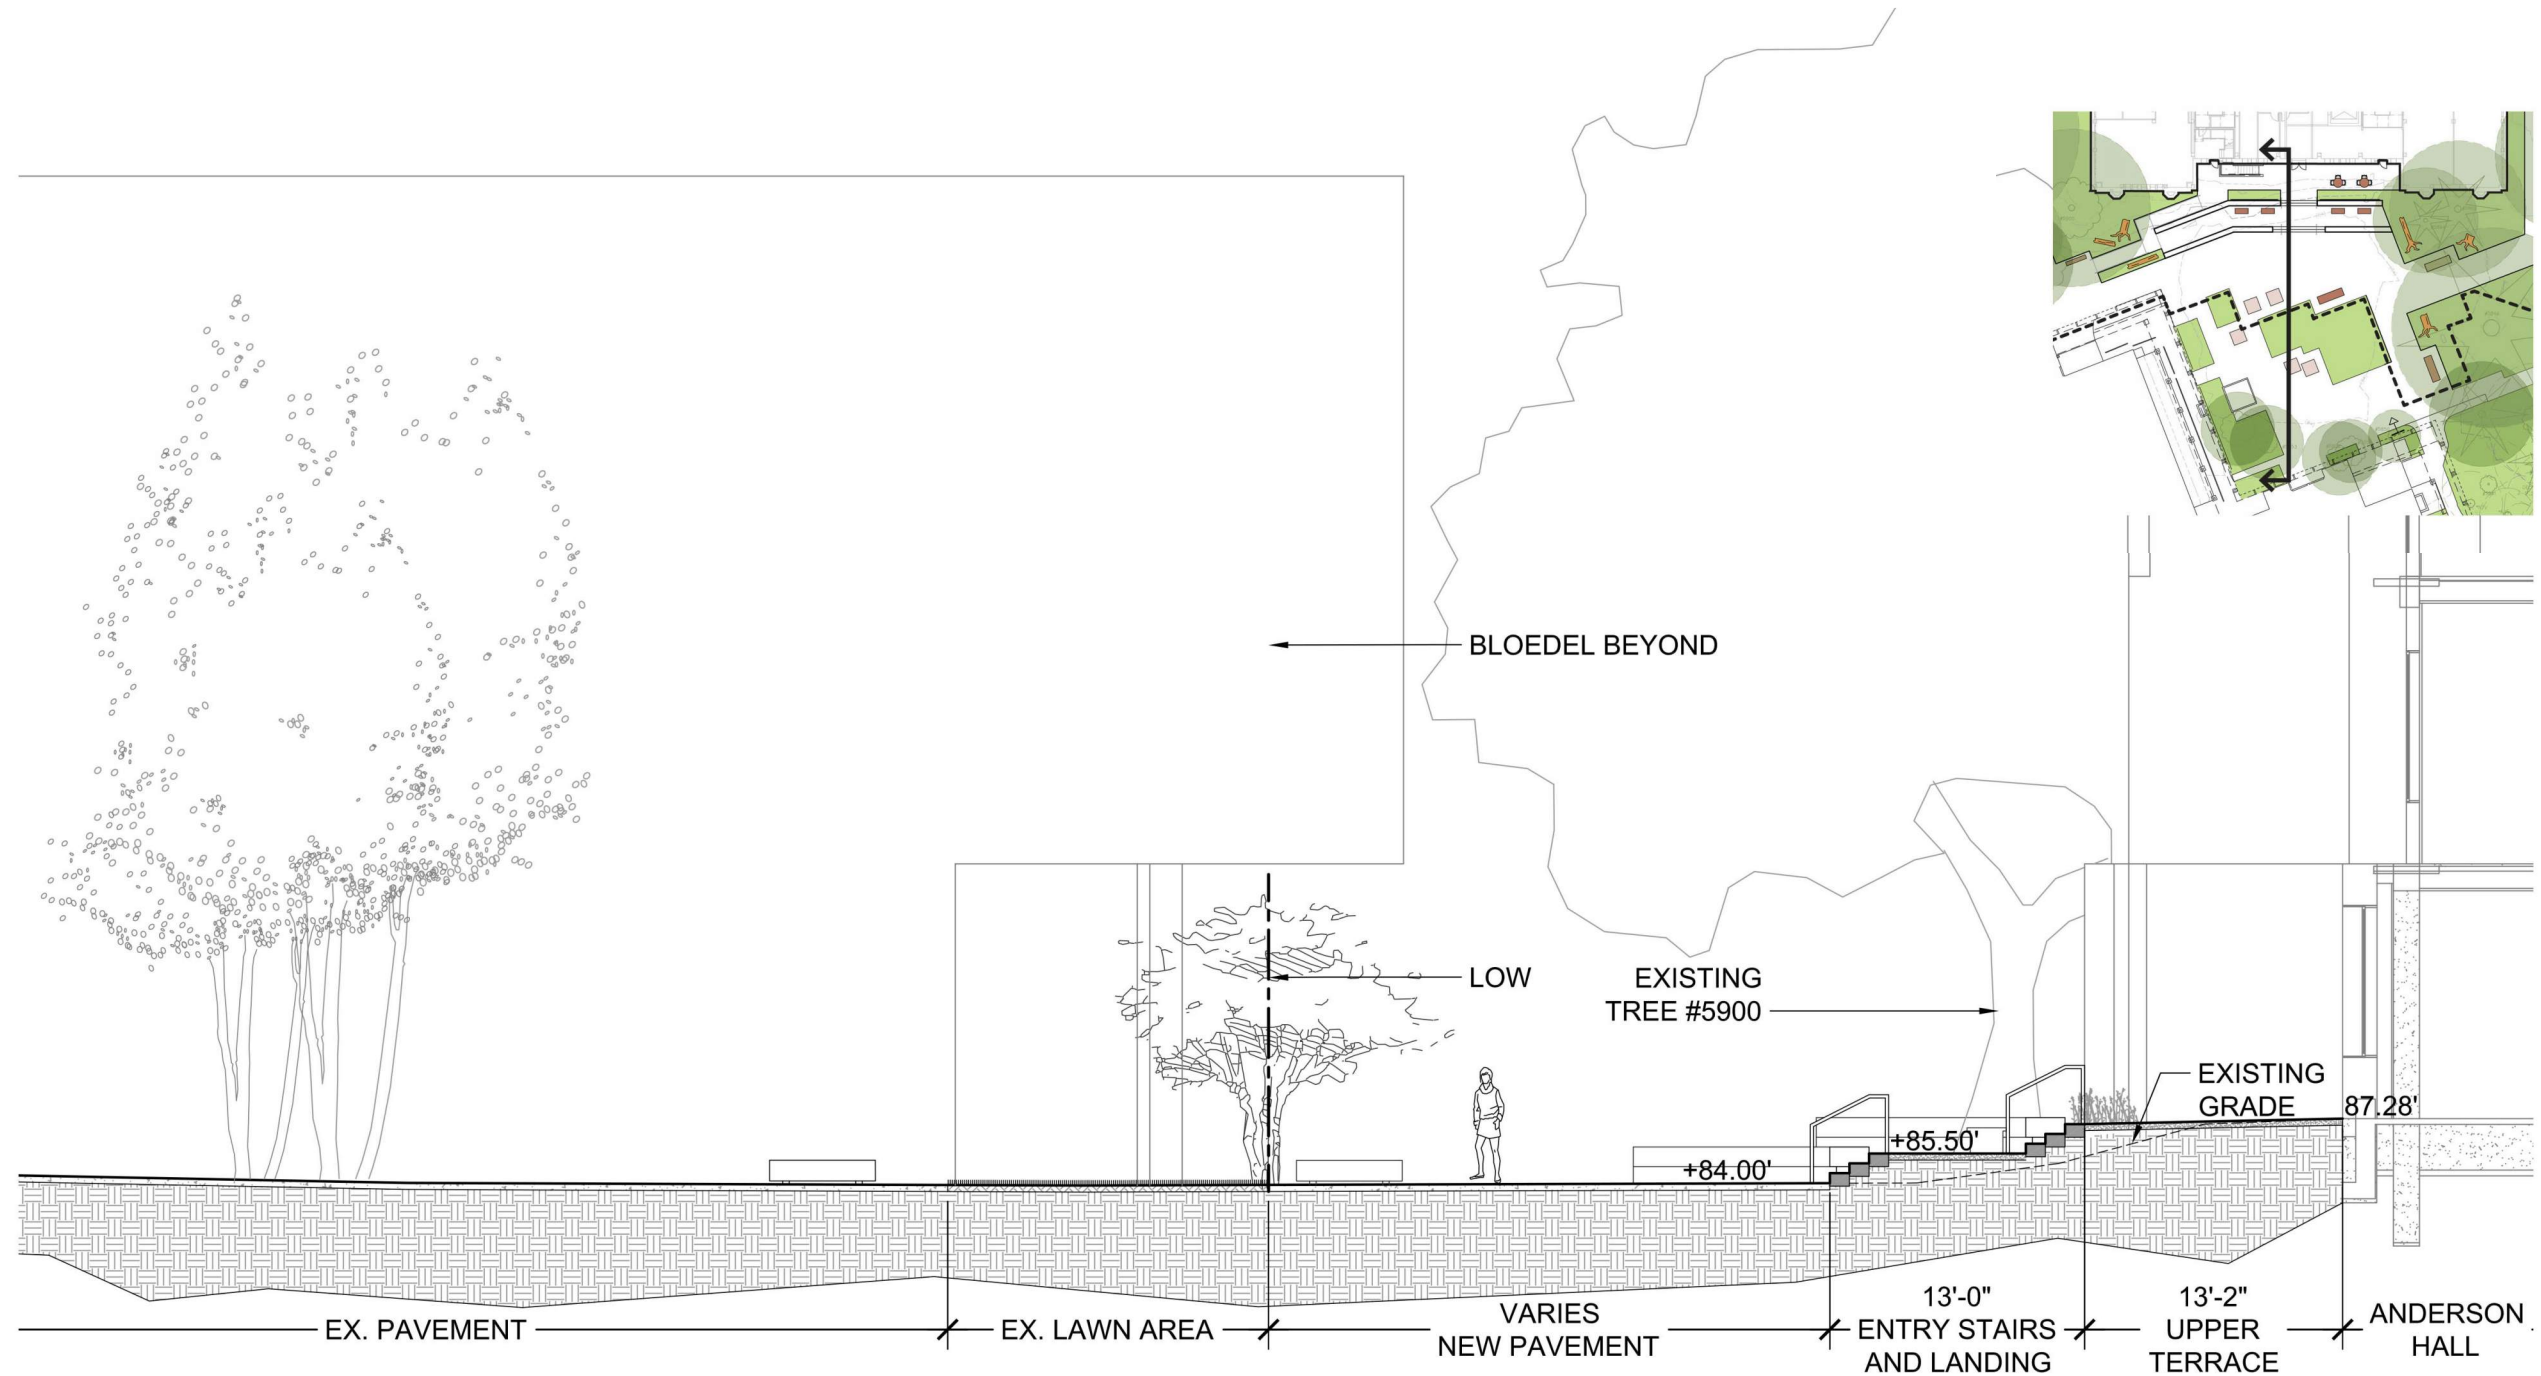 BLOEDEL BEYOND
LOW
EXISTING
TREE #5900
EXISTING
GRADE
87.28'
+85.50'
+84.00'
EX. PAVEMENT
EX. LAWN AREA
VARIES
NEW PAVEMENT
13'-0"
ENTRY STAIRS
AND LANDING
13'-2"
UPPER
TERRACE
ANDERSON
HALL